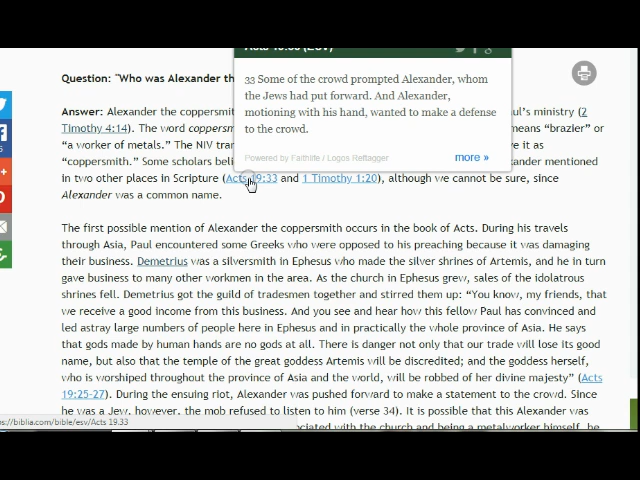 Acts 19:33 (ESV)
33 Some of the crowd prompted Alexander, whom
the Jews had put forward. And Alexander,
motioning with his hand, wanted to make a defense
to the crowd.
Powered by Faithlife / Logos Reftagger
more »
Question: "Who was Alexander th
Answer: Alexander the coppersmit ul's ministry (2
Timothy 4:14). The word coppersm means "brazier" or
"a worker of metals." The NIV tran e it as
"coppersmith." Some scholars beli xander mentioned
in two other places in Scripture (Acts 19:33 and 1 Timothy 1:20), although we cannot be sure, since
Alexander was a common name.
The first possible mention of Alexander the coppersmith occurs in the book of Acts. During his travels
through Asia, Paul encountered some Greeks who were opposed to his preaching because it was damaging
their business. Demetrius was a silversmith in Ephesus who made the silver shrines of Artemis, and he in turn
gave business to many other workmen in the area. As the church in Ephesus grew, sales of the idolatrous
shrines fell. Demetrius got the guild of tradesmen together and stirred them up: "You know, my friends, that
we receive a good income from this business. And you see and hear how this fellow Paul has convinced and
led astray large numbers of people here in Ephesus and in practically the whole province of Asia. He says
that gods made by human hands are no gods at all. There is danger not only that our trade will lose its good
name, but also that the temple of the great goddess Artemis will be discredited; and the goddess herself,
who is worshiped throughout the province of Asia and the world, will be robbed of her divine majesty" (Acts
19:25-27). During the ensuing riot, Alexander was pushed forward to make a statement to the crowd. Since
he was a Jew, however, the mob refused to listen to him (verse 34). It is possible that this Alexander was
sociated with the church and being a metalworker himself, he
s://biblia.com/bible/esv/Acts 19.33